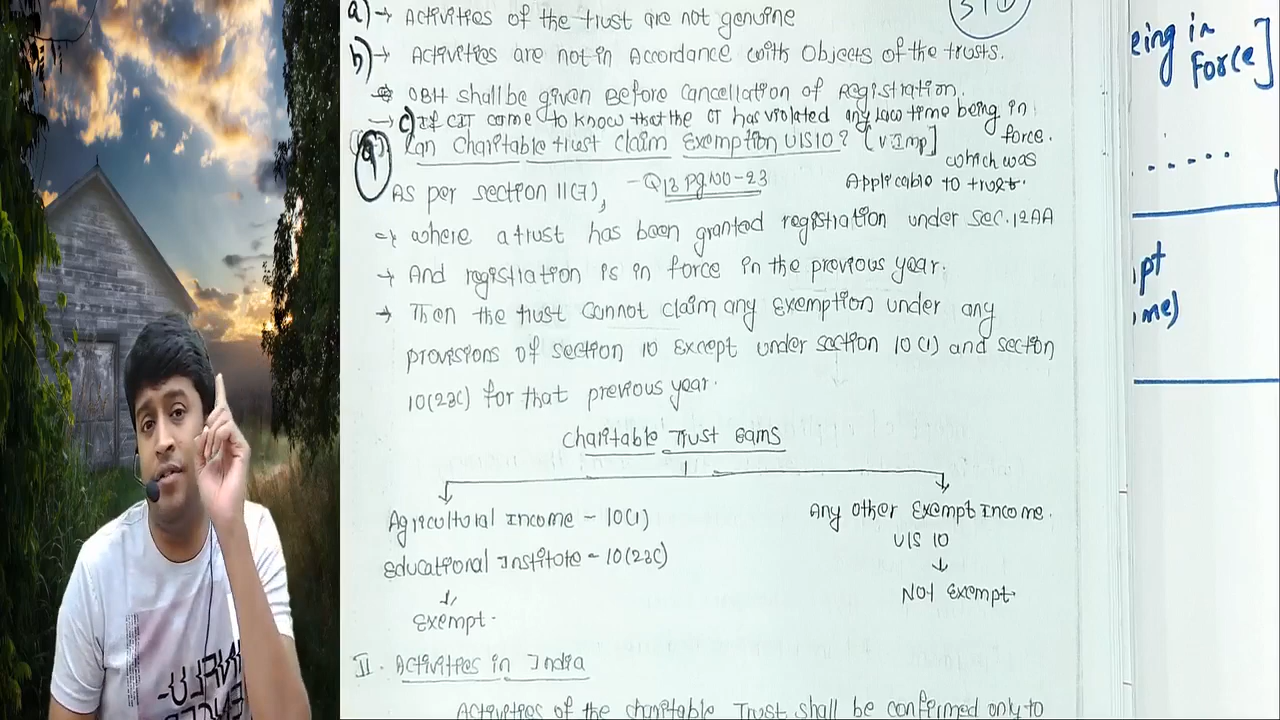 a) → Activities of the trust are not genuine
STD
b) → Activities are not in Accordance with Objects of the trusts.
OBH shall be given Before Cancellation of Registration.
→ c) If CIT come to know that the CT has violated any Law time being in force. which was Applicable to trust.
9) Can Charitable trust claim Exemption U/S 10? [V.Imp]
As per section 11(7), - Q13 Pg NO-23
→ where a trust has been granted registration under sec. 12AA
→ And registration is in force in the previous year.
→ Then the trust cannot claim any exemption under any
provisions of section 10 Except under section 10(1) and section
10(23C) for that previous year.
Charitable Trust Earns
Agricultural Income - 10(1)
Educational Institute - 10(23C)
Exempt.
Any Other Exempt Income.
U/S 10
Not Exempt.
II. Activities in India
Activities of the charitable Trust shall be confirmed only to
eing in
Force]
.....
pt
me)